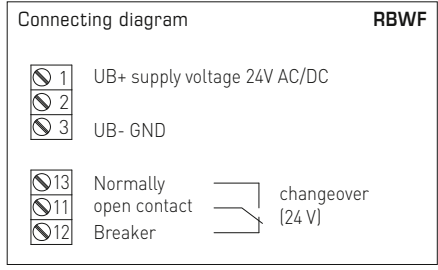 Connecting diagram RBWF
1 UB+ supply voltage 24V AC/DC
2
3 UB- GND
13 Normally
11 open contact
12 Breaker
changeover
(24 V)